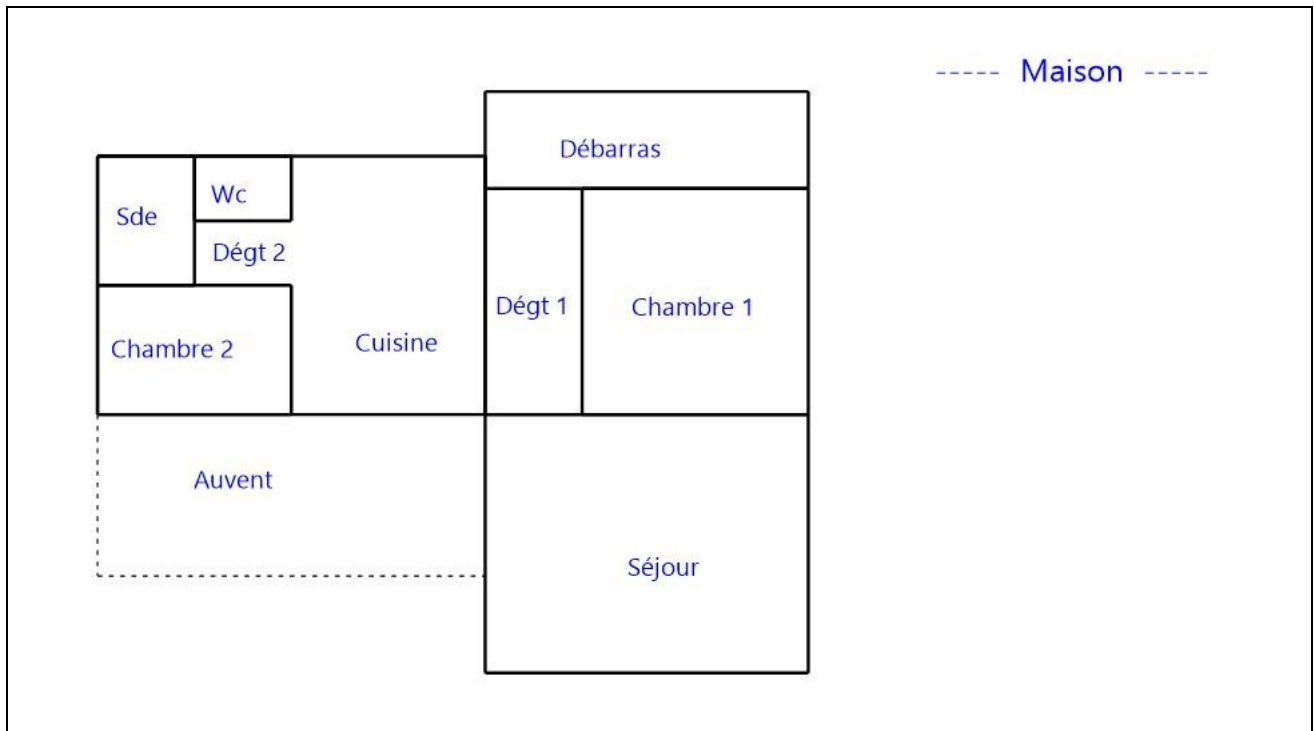 ----- Maison -----
Débarras
Wc
Sde
Dégt 2
Dégt 1
Chambre 1
Cuisine
Chambre 2
Auvent
Séjour